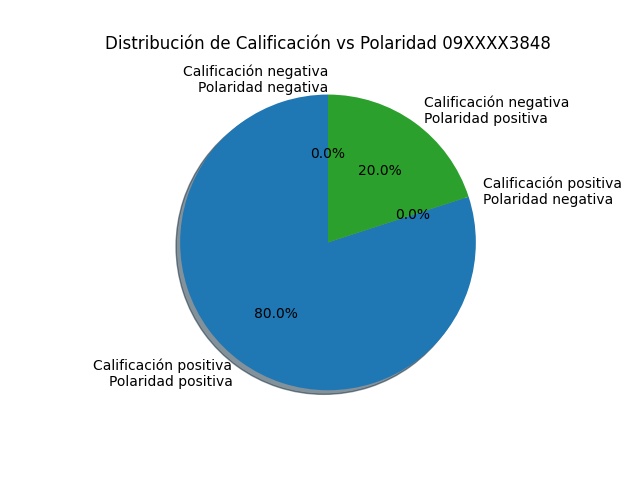 Distribución de Calificación vs Polaridad 09XXXX3848
Calificación negativa
Polaridad negativa
Calificación negativa
Polaridad positiva
0.0%
20.0%
Calificación positiva
Polaridad negativa
0.0%
80.0%
Calificación positiva
Polaridad positiva